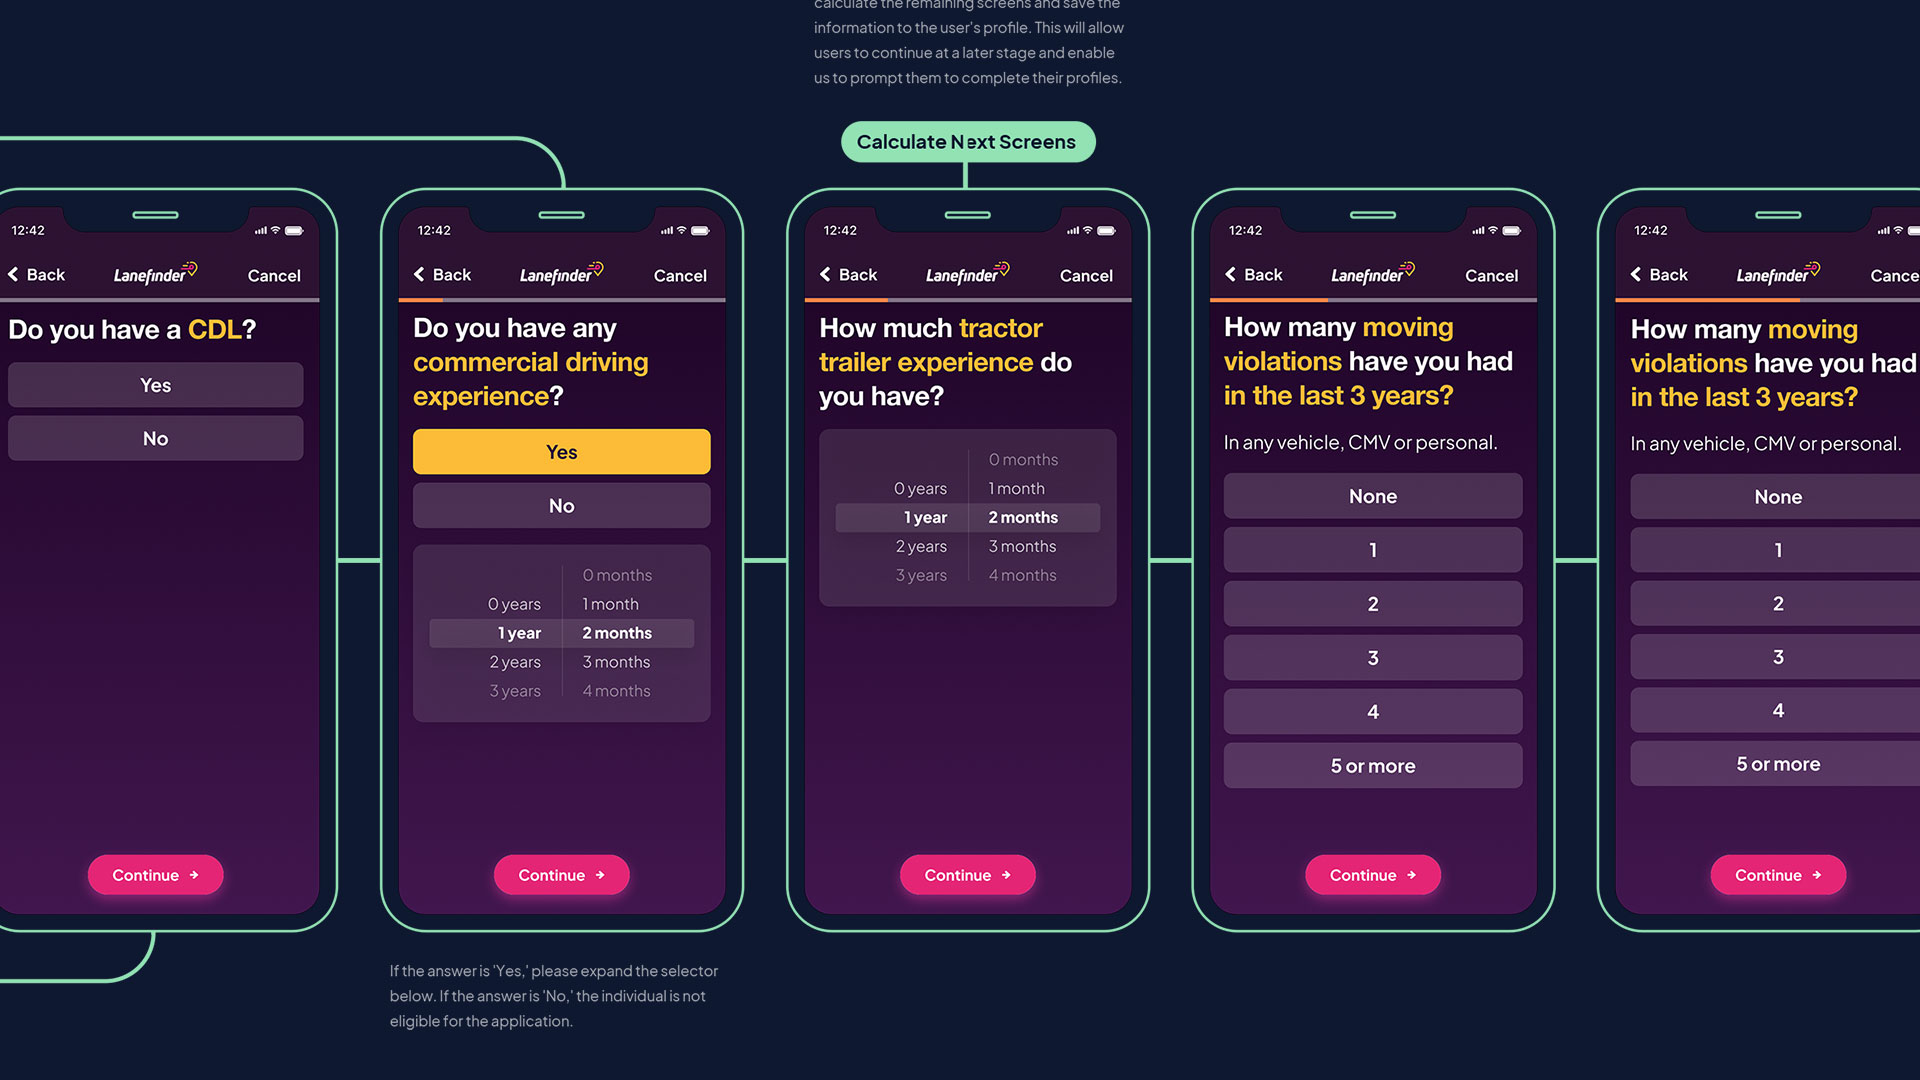 calculate the remaining screens and save the
information to the user's profile. This will allow
users to continue at a later stage and enable
us to prompt them to complete their profiles.
Calculate Next Screens
12:42
Back
Lanefinder
Cancel
Do you have a CDL?
Yes
No
Continue
12:42
Back
Lanefinder
Cancel
Do you have any
commercial driving
experience?
Yes
No
0 months
0 years 1 month
1 year 2 months
2 years 3 months
3 years 4 months
Continue
If the answer is 'Yes,' please expand the selector
below. If the answer is 'No,' the individual is not
eligible for the application.
12:42
Back
Lanefinder
Cancel
How much tractor
trailer experience do
you have?
0 months
0 years 1 month
1 year 2 months
2 years 3 months
3 years 4 months
Continue
12:42
Back
Lanefinder
Cancel
How many moving
violations have you had
in the last 3 years?
In any vehicle, CMV or personal.
None
1
2
3
4
5 or more
Continue
12:42
Back
Lanefinder
Cance
How many moving
violations have you had
in the last 3 years?
In any vehicle, CMV or personal.
None
1
2
3
4
5 or more
Continue